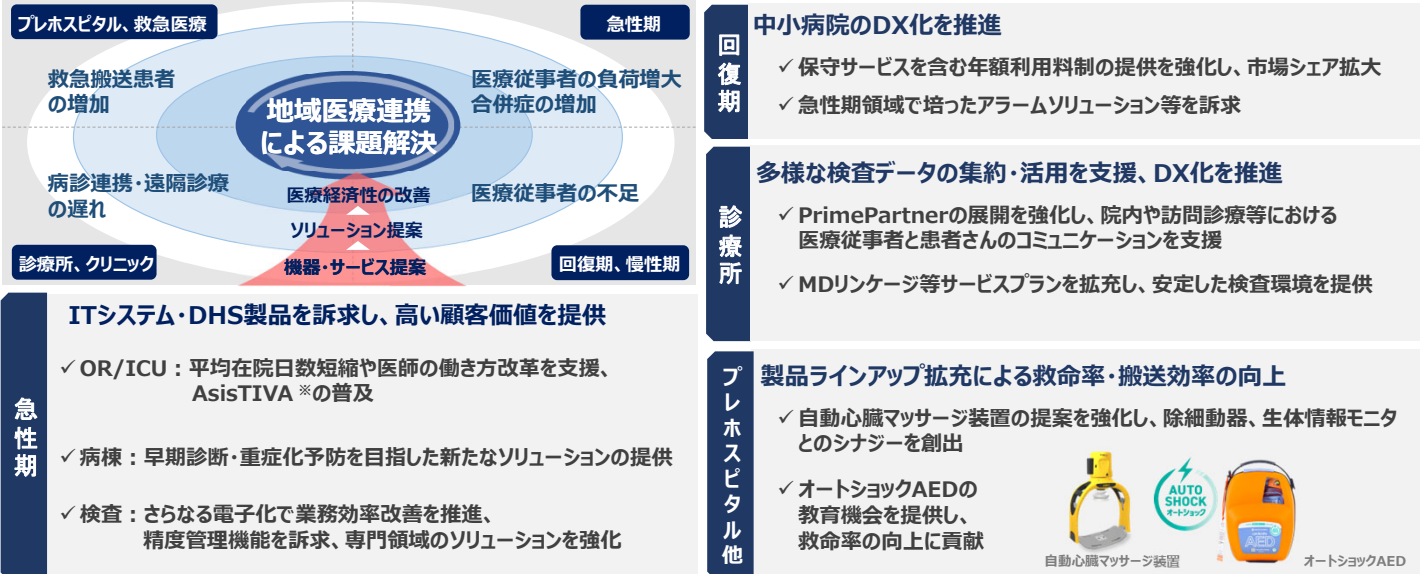 プレホスピタル、救急医療
急性期
救急搬送患者
の増加
医療従事者の負荷増大
合併症の増加
地域医療連携
による課題解決
病診連携・遠隔診療
の遅れ
医療経済性の改善
医療従事者の不足
ソリューション提案
機器・サービス提案
診療所、クリニック
回復期、慢性期
急性期
ITシステム・DHS製品を訴求し、高い顧客価値を提供
✓ OR/ICU：平均在院日数短縮や医師の働き方改革を支援、
AsisTIVA ※の普及
✓ 病棟：早期診断・重症化予防を目指した新たなソリューションの提供
✓ 検査：さらなる電子化で業務効率改善を推進、
精度管理機能を訴求、専門領域のソリューションを強化
回復期
中小病院のDX化を推進
✓ 保守サービスを含む年額利用料制の提供を強化し、市場シェア拡大
✓ 急性期領域で培ったアラームソリューション等を訴求
診療所
多様な検査データの集約・活用を支援、DX化を推進
✓ PrimePartnerの展開を強化し、院内や訪問診療等における
医療従事者と患者さんのコミュニケーションを支援
✓ MDリンケージ等サービスプランを拡充し、安定した検査環境を提供
プレホスピタル他
製品ラインアップ拡充による救命率・搬送効率の向上
✓ 自動心臓マッサージ装置の提案を強化し、除細動器、生体情報モニタ
とのシナジーを創出
✓ オートショックAEDの
教育機会を提供し、
救命率の向上に貢献
AUTO
SHOCK
オートショック
AED
自動心臓マッサージ装置
オートショックAED